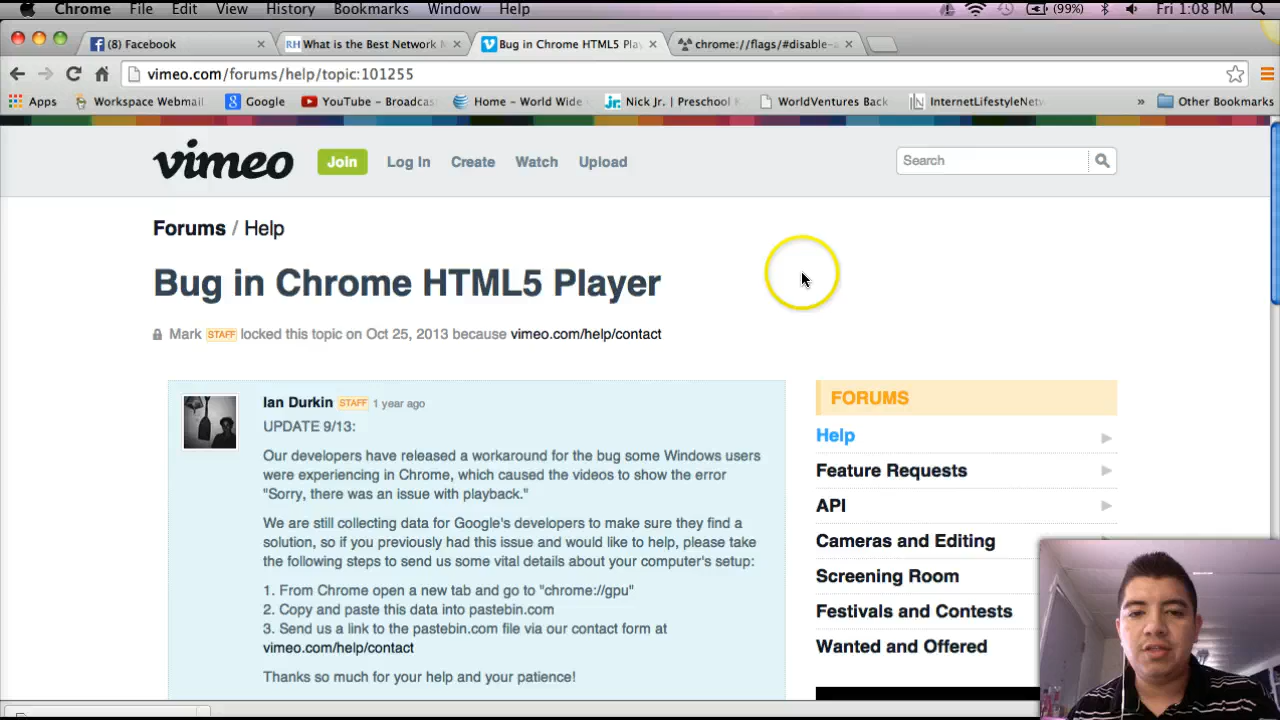 Chrome File Edit View History Bookmarks Window Help (99%) Fri 1:08 PM
(8) Facebook What is the Best Network Bug in Chrome HTML5 Pla chrome://flags/#disable-
vimeo.com/forums/help/topic:101255
Apps Workspace Webmail Google YouTube - Broadcas Home - World Wide Nick Jr. | Preschool WorldVentures Back InternetLifestyleNet » Other Bookmarks
vimeo Join Log In Create Watch Upload Search
Forums / Help
Bug in Chrome HTML5 Player
Mark STAFF locked this topic on Oct 25, 2013 because vimeo.com/help/contact
Ian Durkin STAFF 1 year ago
UPDATE 9/13:
Our developers have released a workaround for the bug some Windows users
were experiencing in Chrome, which caused the videos to show the error
"Sorry, there was an issue with playback."
We are still collecting data for Google's developers to make sure they find a
solution, so if you previously had this issue and would like to help, please take
the following steps to send us some vital details about your computer's setup:
1. From Chrome open a new tab and go to "chrome://gpu"
2. Copy and paste this data into pastebin.com
3. Send us a link to the pastebin.com file via our contact form at
vimeo.com/help/contact
Thanks so much for your help and your patience!
FORUMS
Help
Feature Requests
API
Cameras and Editing
Screening Room
Festivals and Contests
Wanted and Offered